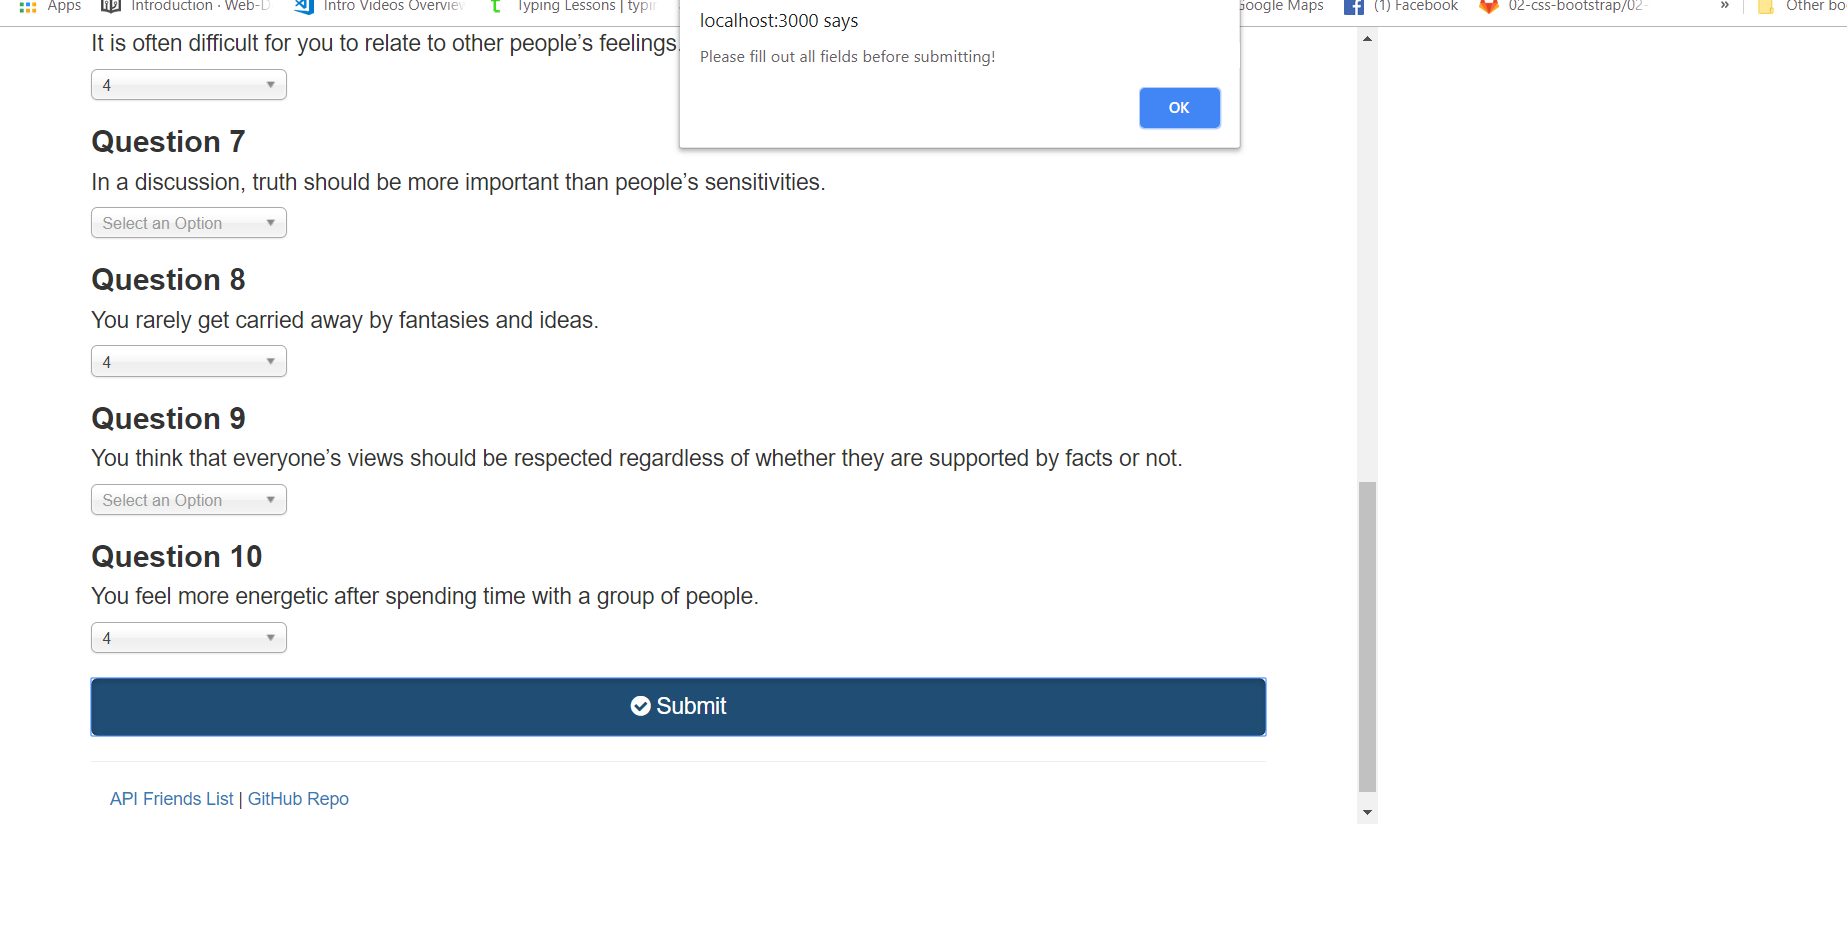 Apps Introduction · Web-D Intro Videos Overview Typing Lessons | typin Google Maps (1) Facebook 02-css-bootstrap/02- » Other bo
localhost:3000 says
Please fill out all fields before submitting!
OK
It is often difficult for you to relate to other people’s feelings.
4
Question 7
In a discussion, truth should be more important than people’s sensitivities.
Select an Option
Question 8
You rarely get carried away by fantasies and ideas.
4
Question 9
You think that everyone’s views should be respected regardless of whether they are supported by facts or not.
Select an Option
Question 10
You feel more energetic after spending time with a group of people.
4
Submit
API Friends List | GitHub Repo